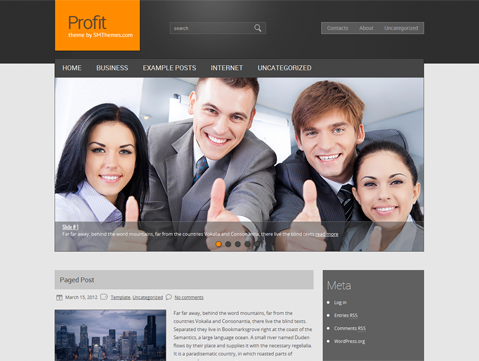 Profit
theme by SMThemes.com
search
Contacts About Uncategorized
HOME BUSINESS EXAMPLE POSTS INTERNET UNCATEGORIZED
Slide #1
Far far away, behind the word mountains, far from the countries Vokalia and Consonantia, there live the blind texts read more
Paged Post
March 15, 2012 Template, Uncategorized No comments
Far far away, behind the word mountains, far from the
countries Vokalia and Consonantia, there live the blind texts.
Separated they live in Bookmarksgrove right at the coast of the
Semantics, a large language ocean. A small river named Duden
flows by their place and supplies it with the necessary regelialia.
It is a paradisematic country, in which roasted parts of
Meta
Log in
Entries RSS
Comments RSS
WordPress.org